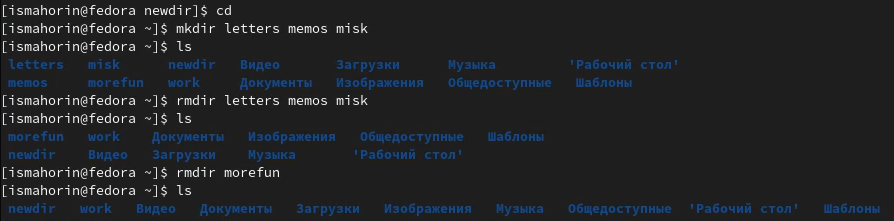 [ismahorin@fedora newdir]$ cd
[ismahorin@fedora ~]$ mkdir letters memos misk
[ismahorin@fedora ~]$ ls
letters misk newdir Видео Загрузки Музыка 'Рабочий стол'
memos morefun work Документы Изображения Общедоступные Шаблоны
[ismahorin@fedora ~]$ rmdir letters memos misk
[ismahorin@fedora ~]$ ls
morefun work Документы Изображения Общедоступные Шаблоны
newdir Видео Загрузки Музыка 'Рабочий стол'
[ismahorin@fedora ~]$ rmdir morefun
[ismahorin@fedora ~]$ ls
newdir work Видео Документы Загрузки Изображения Музыка Общедоступные 'Рабочий стол' Шаблоны